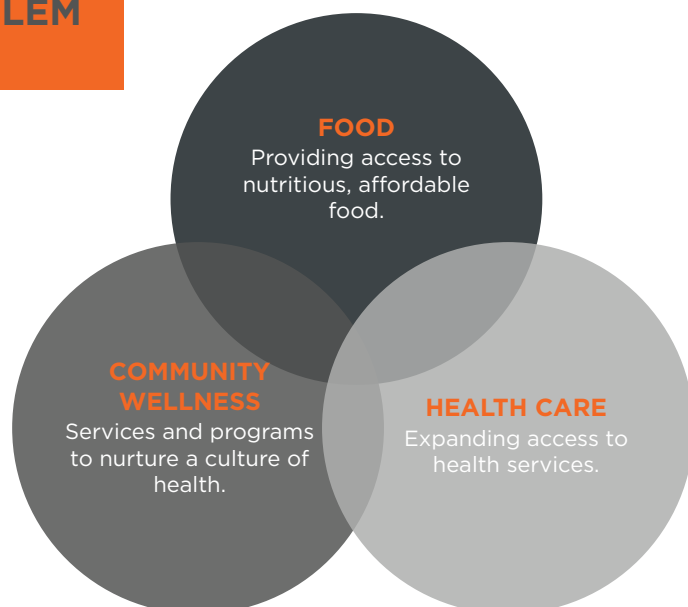 LEM
FOOD
Providing access to
nutritious, affordable
food.
COMMUNITY
WELLNESS
Services and programs
to nurture a culture of
health.
HEALTH CARE
Expanding access to
health services.